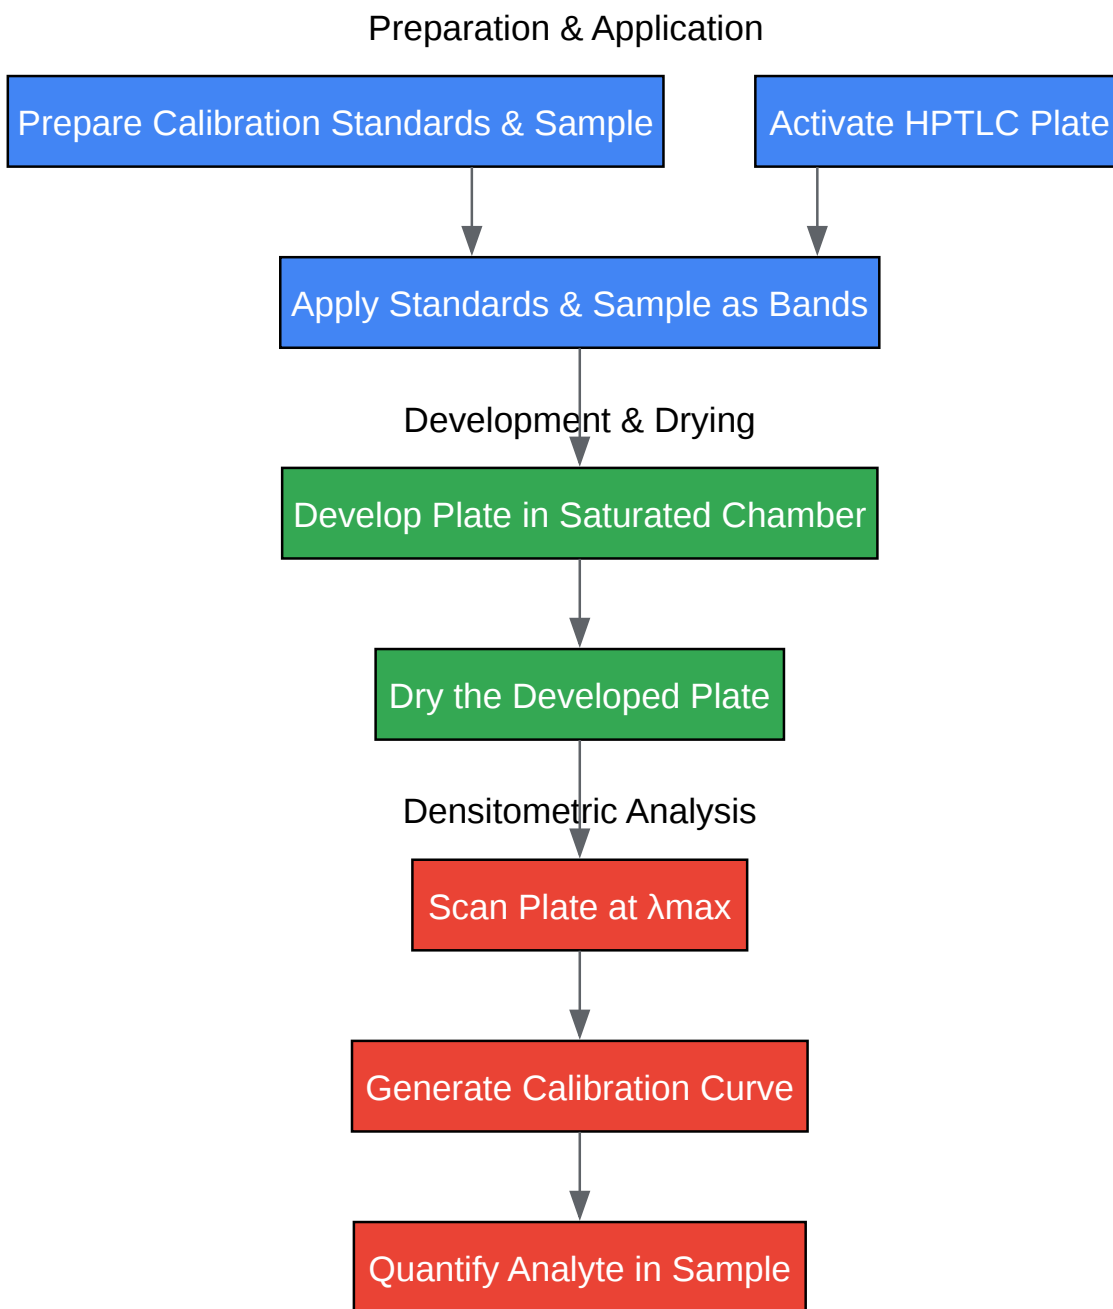 Preparation & Application
Prepare Calibration Standards & Sample
Activate HPTLC Plate
Apply Standards & Sample as Bands
Development & Drying
Develop Plate in Saturated Chamber
Dry the Developed Plate
Densitometric Analysis
Scan Plate at λmax
Generate Calibration Curve
Quantify Analyte in Sample